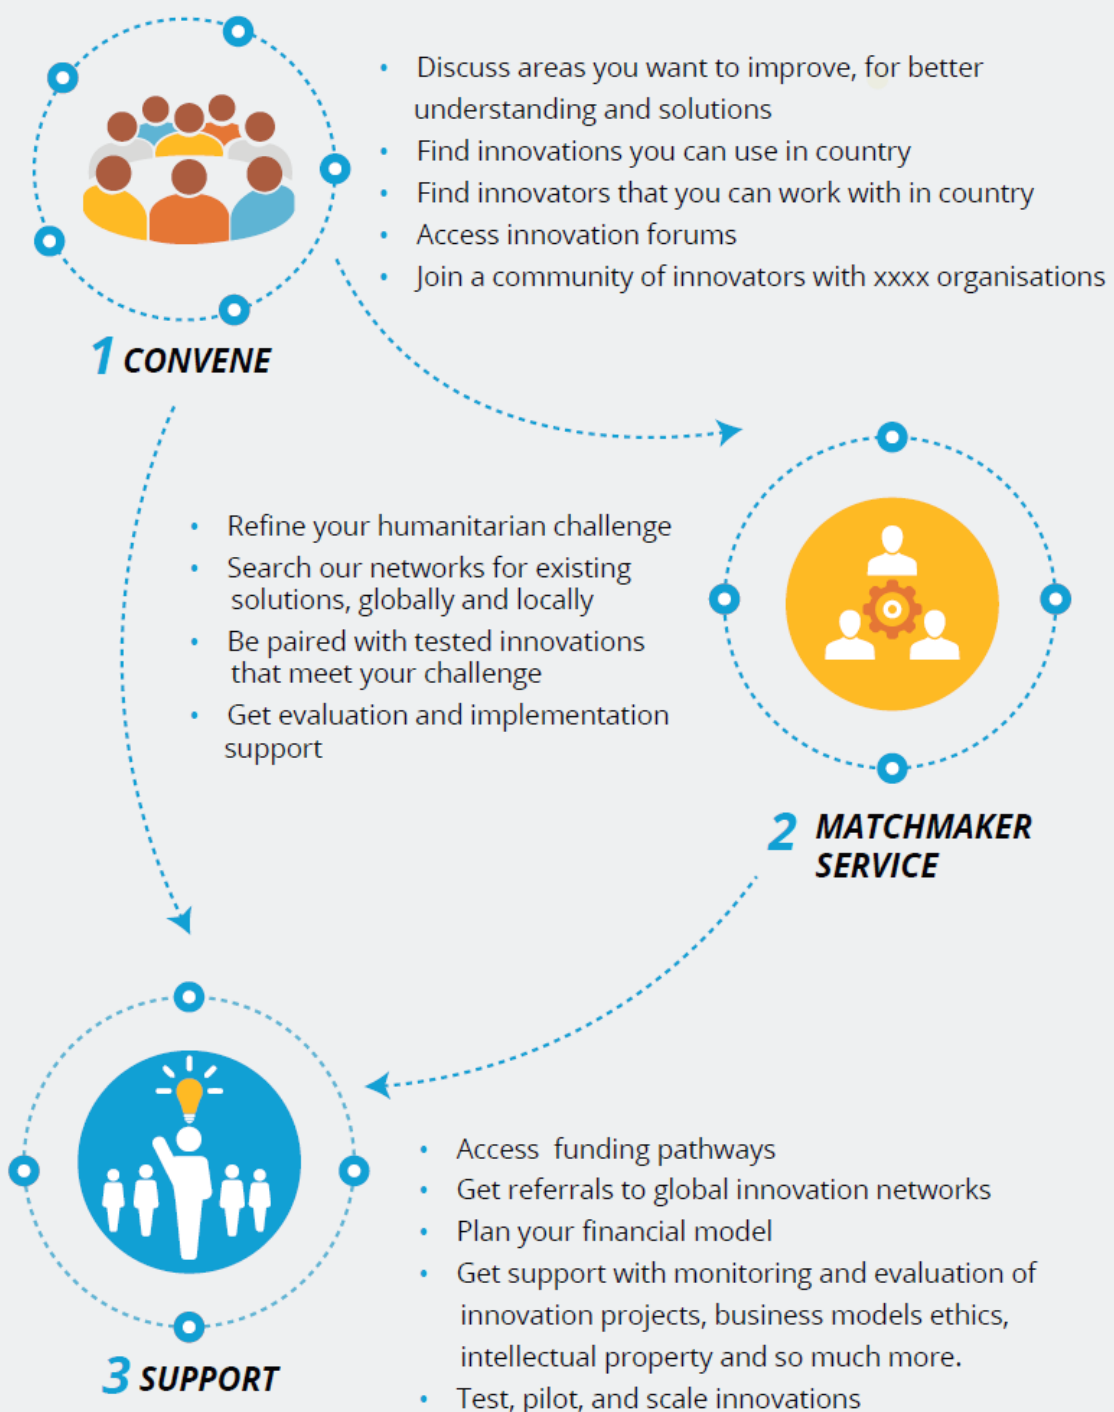 • Discuss areas you want to improve, for better
understanding and solutions
• Find innovations you can use in country
• Find innovators that you can work with in country
• Access innovation forums
• Join a community of innovators with xxxx organisations
1 CONVENE
• Refine your humanitarian challenge
• Search our networks for existing
solutions, globally and locally
• Be paired with tested innovations
that meet your challenge
• Get evaluation and implementation
support
2 MATCHMAKER
SERVICE
• Access funding pathways
• Get referrals to global innovation networks
• Plan your financial model
• Get support with monitoring and evaluation of
innovation projects, business models ethics,
intellectual property and so much more.
• Test, pilot, and scale innovations
3 SUPPORT